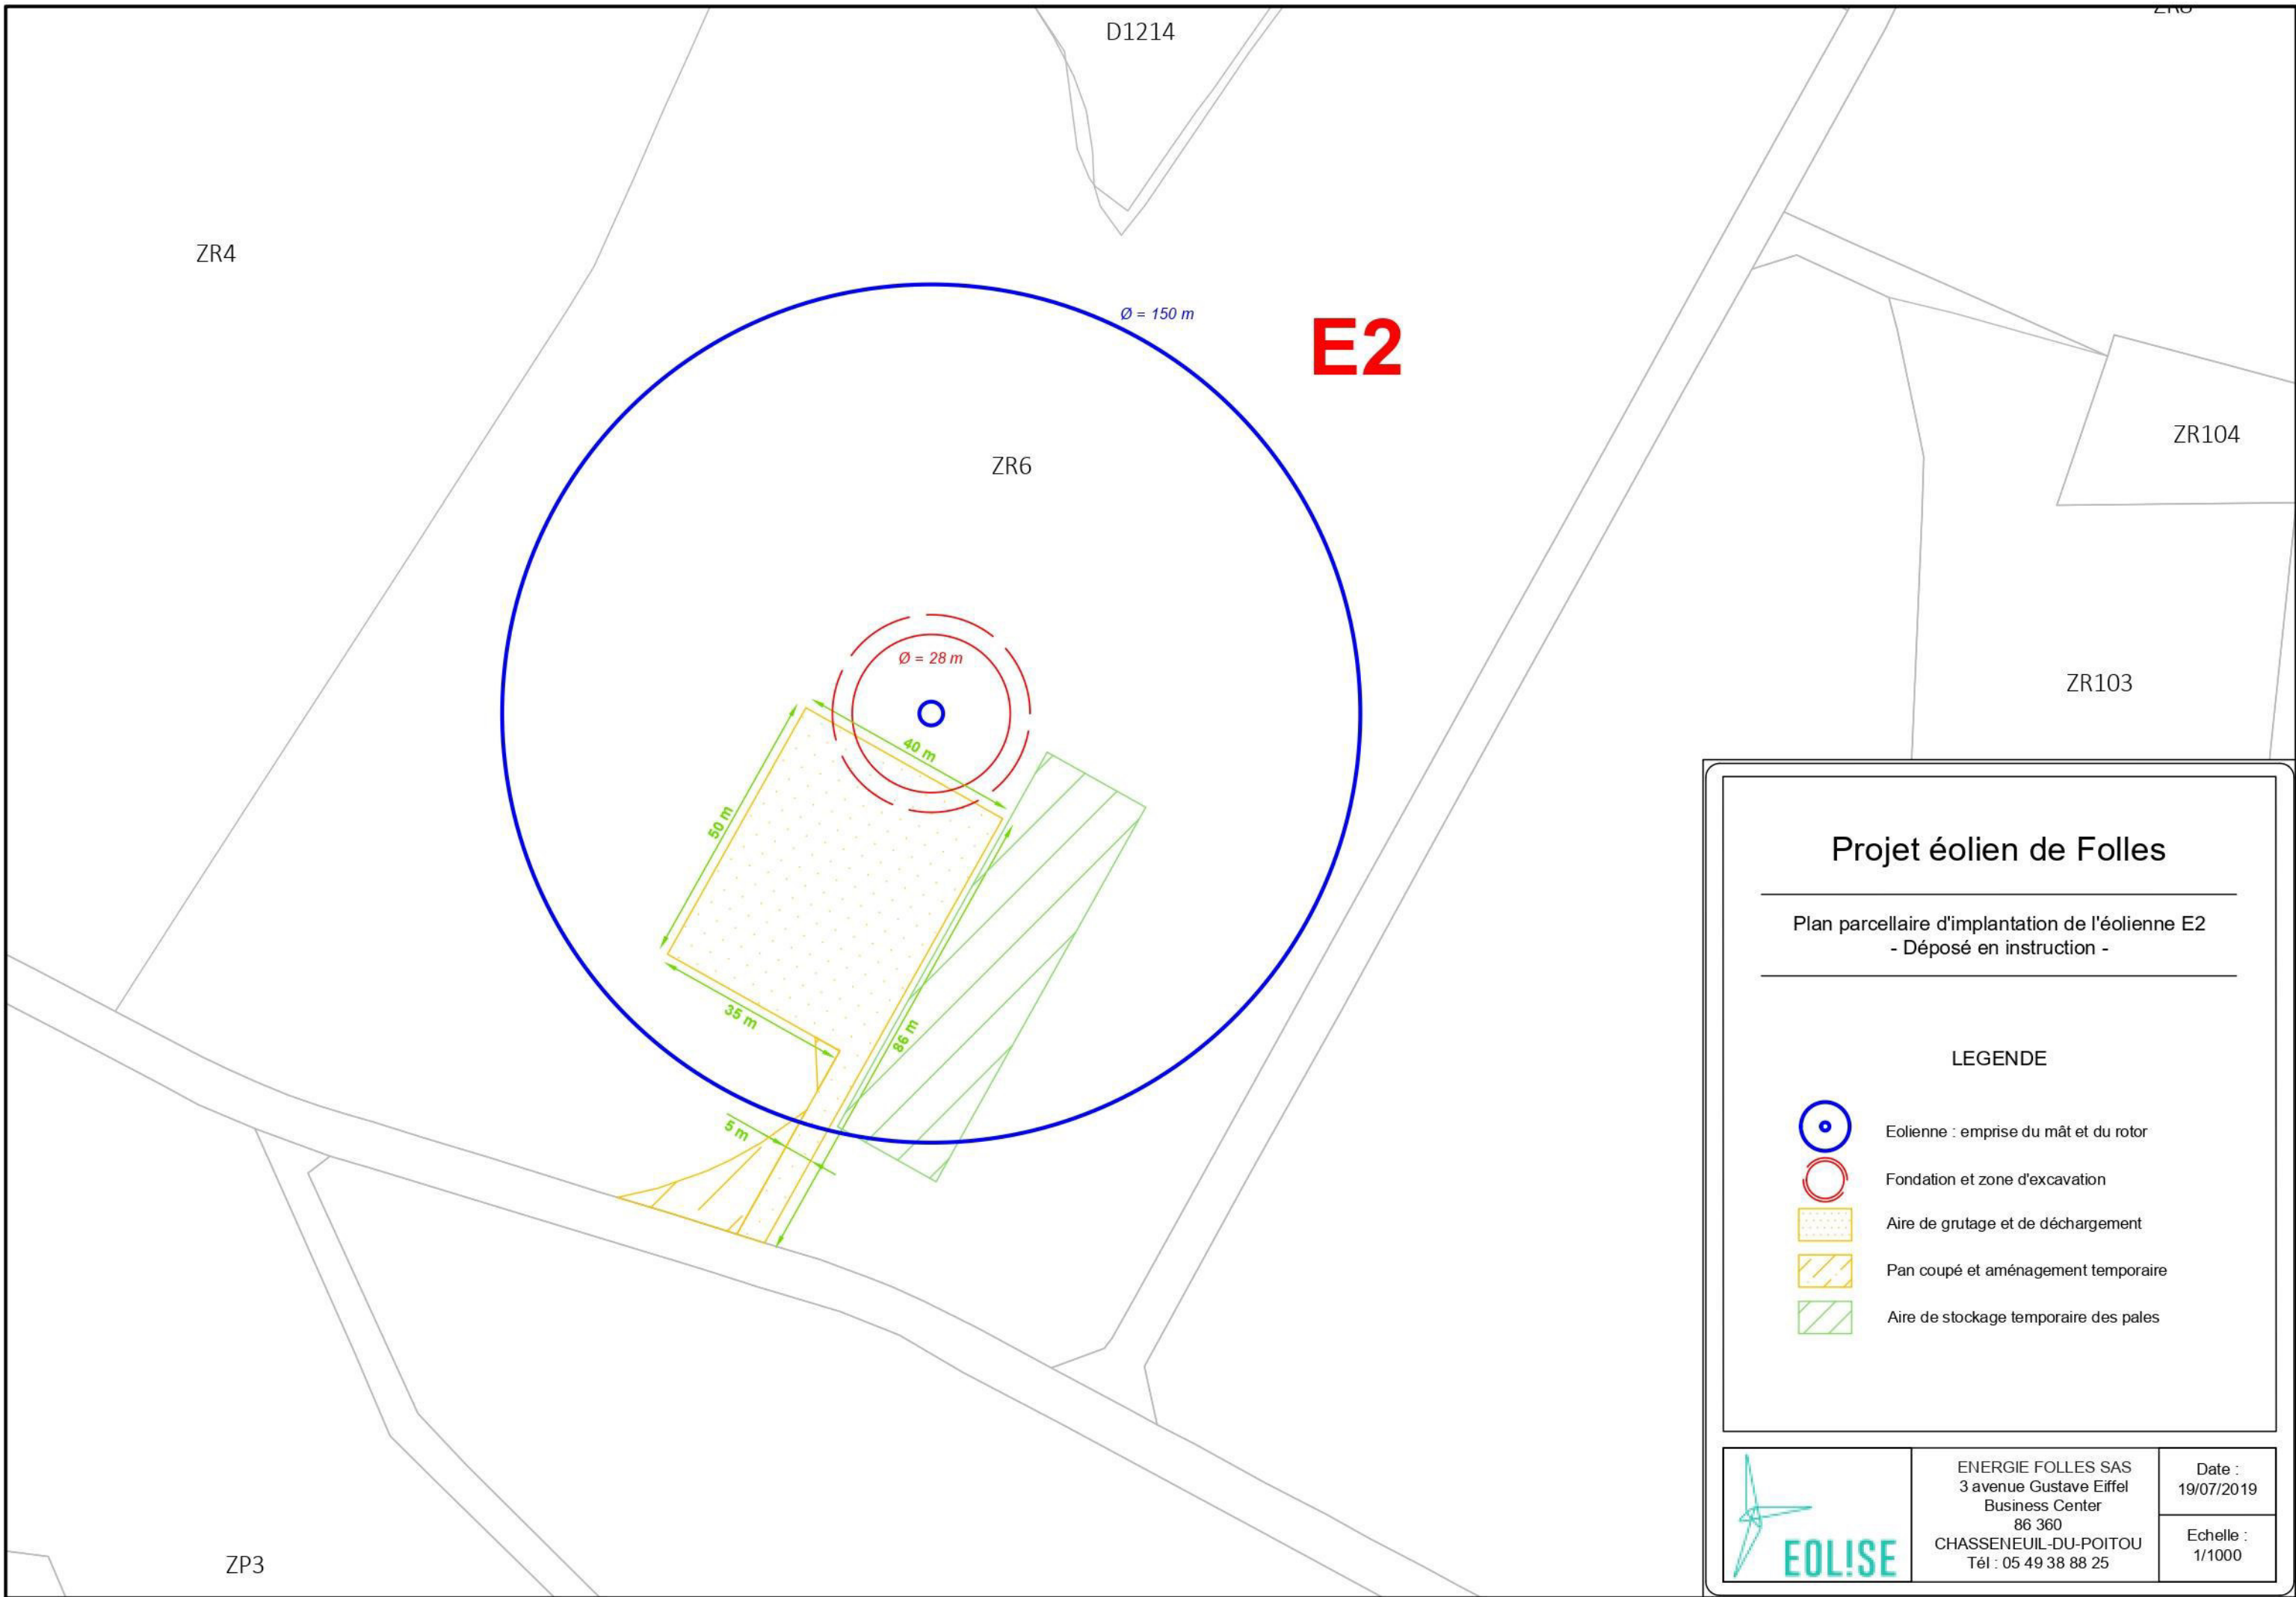 D1214
ZR4
Ø = 150 m
E2
ZR6
ZR104
Ø = 28 m
ZR103
40 m
50 m
35 m
86 m
5 m
ZP3
Projet éolien de Folles
Plan parcellaire d'implantation de l'éolienne E2
- Déposé en instruction -
LEGENDE
Eolienne : emprise du mât et du rotor
Fondation et zone d'excavation
Aire de grutage et de déchargement
Pan coupé et aménagement temporaire
Aire de stockage temporaire des pales
EOL!SE
ENERGIE FOLLES SAS
3 avenue Gustave Eiffel
Business Center
86 360
CHASSENEUIL-DU-POITOU
Tél : 05 49 38 88 25
Date :
19/07/2019
Echelle :
1/1000